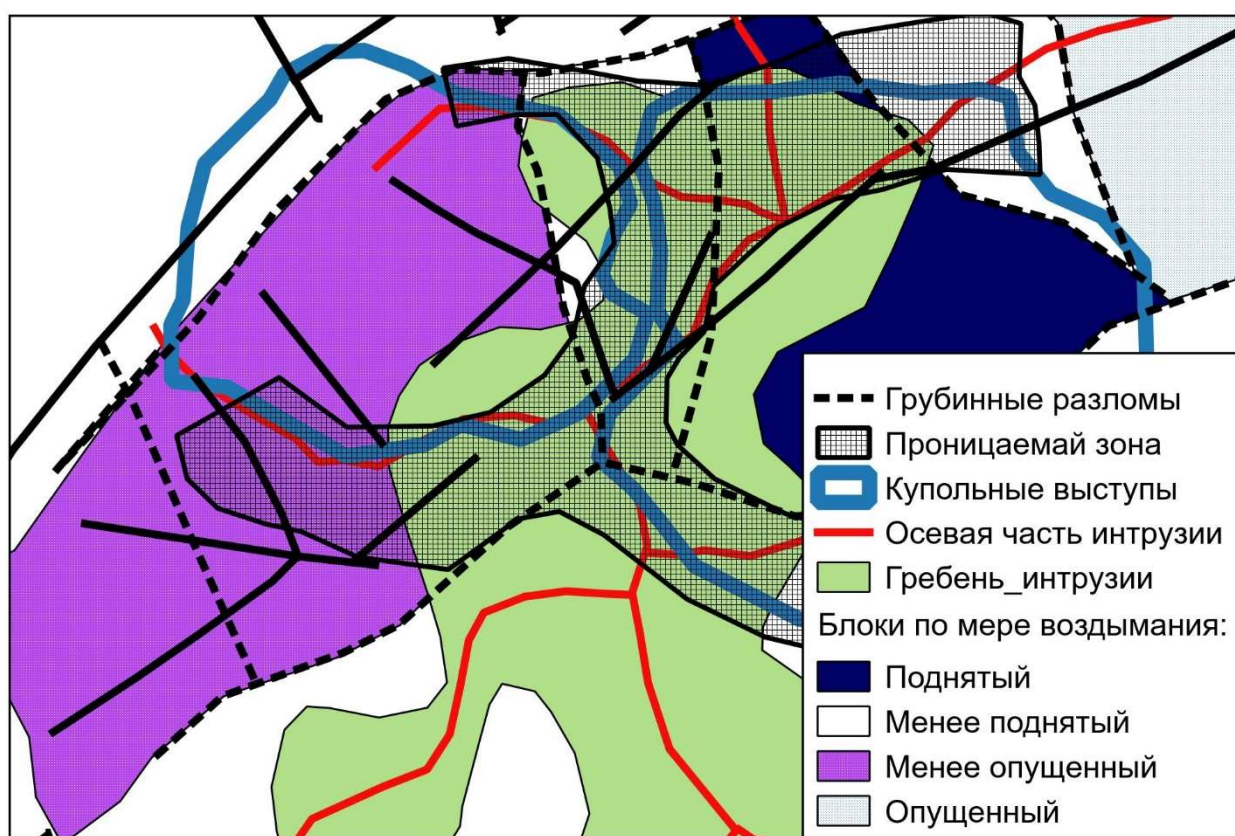 Грубинные разломы
Проницаемай зона
Купольные выступы
Осевая часть интрузии
Гребень_интрузии
Блоки по мере воздымания:
Поднятый
Менее поднятый
Менее опущенный
Опущенный